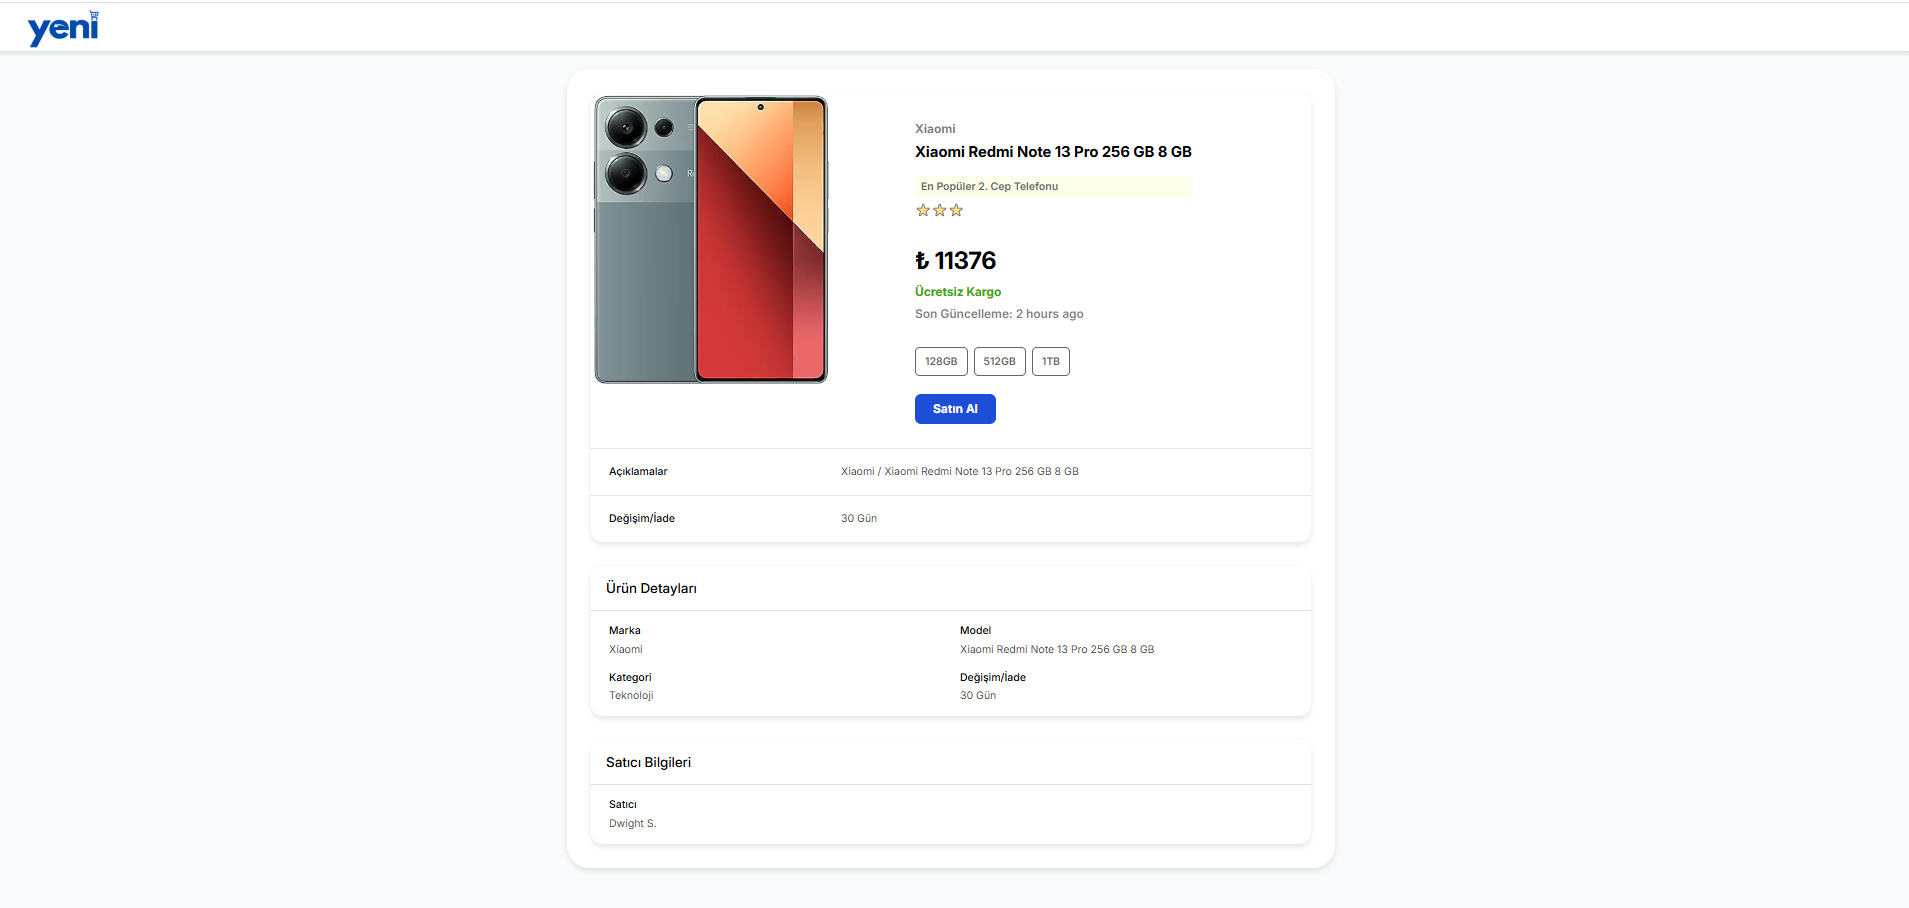 yeni
Xiaomi
Xiaomi Redmi Note 13 Pro 256 GB 8 GB
En Popüler 2. Cep Telefonu
₺ 11376
Ücretsiz Kargo
Son Güncelleme: 2 hours ago
128GB 512GB 1TB
Satın Al
Açıklamalar Xiaomi / Xiaomi Redmi Note 13 Pro 256 GB 8 GB
Değişim/İade 30 Gün
Ürün Detayları
Marka Model
Xiaomi Xiaomi Redmi Note 13 Pro 256 GB 8 GB
Kategori Değişim/İade
Teknoloji 30 Gün
Satıcı Bilgileri
Satıcı
Dwight S.